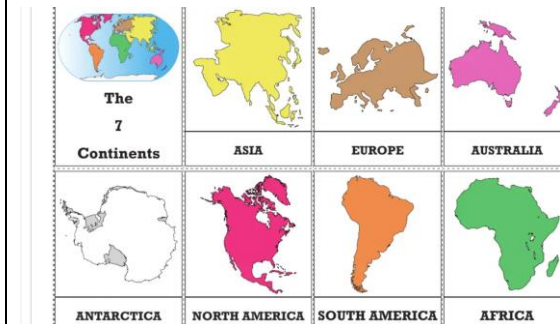 The
7
Continents
ASIA
EUROPE
AUSTRALIA
ANTARCTICA
NORTH AMERICA
SOUTH AMERICA
AFRICA